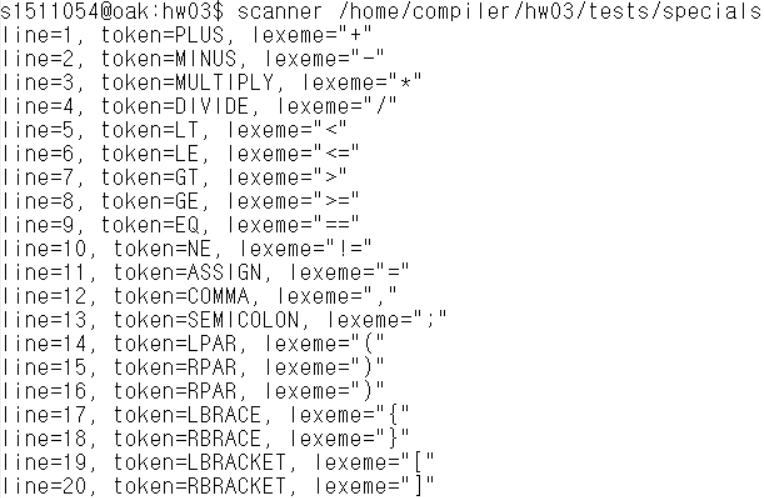 s1511054@oak:hw03$ scanner /home/compiler/hw03/tests/specials
line=1, token=PLUS, lexeme="+"
line=2, token=MINUS, lexeme="-"
line=3, token=MULTIPLY, lexeme="*"
line=4, token=DIVIDE, lexeme="/"
line=5, token=LT, lexeme="<"
line=6, token=LE, lexeme="<="
line=7, token=GT, lexeme=">"
line=8, token=GE, lexeme=">="
line=9, token=EQ, lexeme="=="
line=10, token=NE, lexeme="!="
line=11, token=ASSIGN, lexeme="="
line=12, token=COMMA, lexeme=","
line=13, token=SEMICOLON, lexeme=";"
line=14, token=LPAR, lexeme="("
line=15, token=RPAR, lexeme=")"
line=16, token=RPAR, lexeme=")"
line=17, token=LBRACE, lexeme="{"
line=18, token=RBRACE, lexeme="}"
line=19, token=LBRACKET, lexeme="["
line=20, token=RBRACKET, lexeme="]"